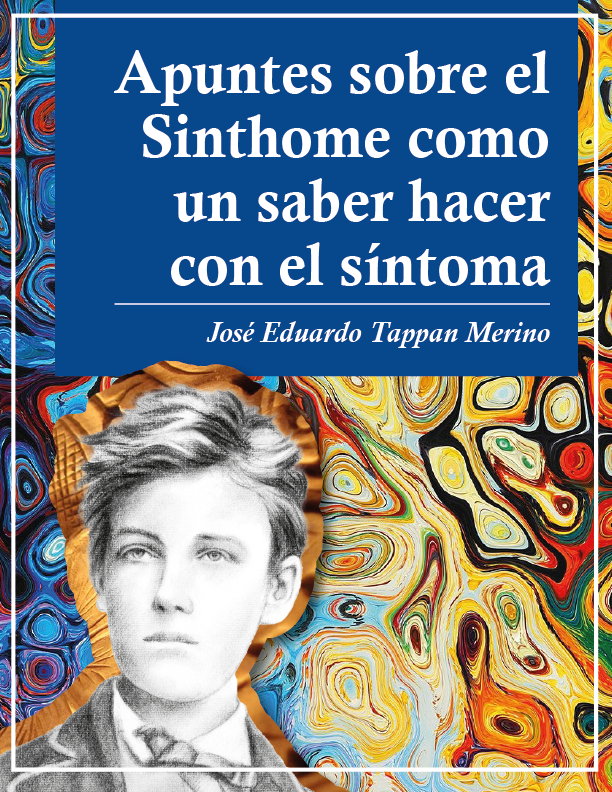 Apuntes sobre el
Sinthome como
un saber hacer
con el síntoma
José Eduardo Tappan Merino